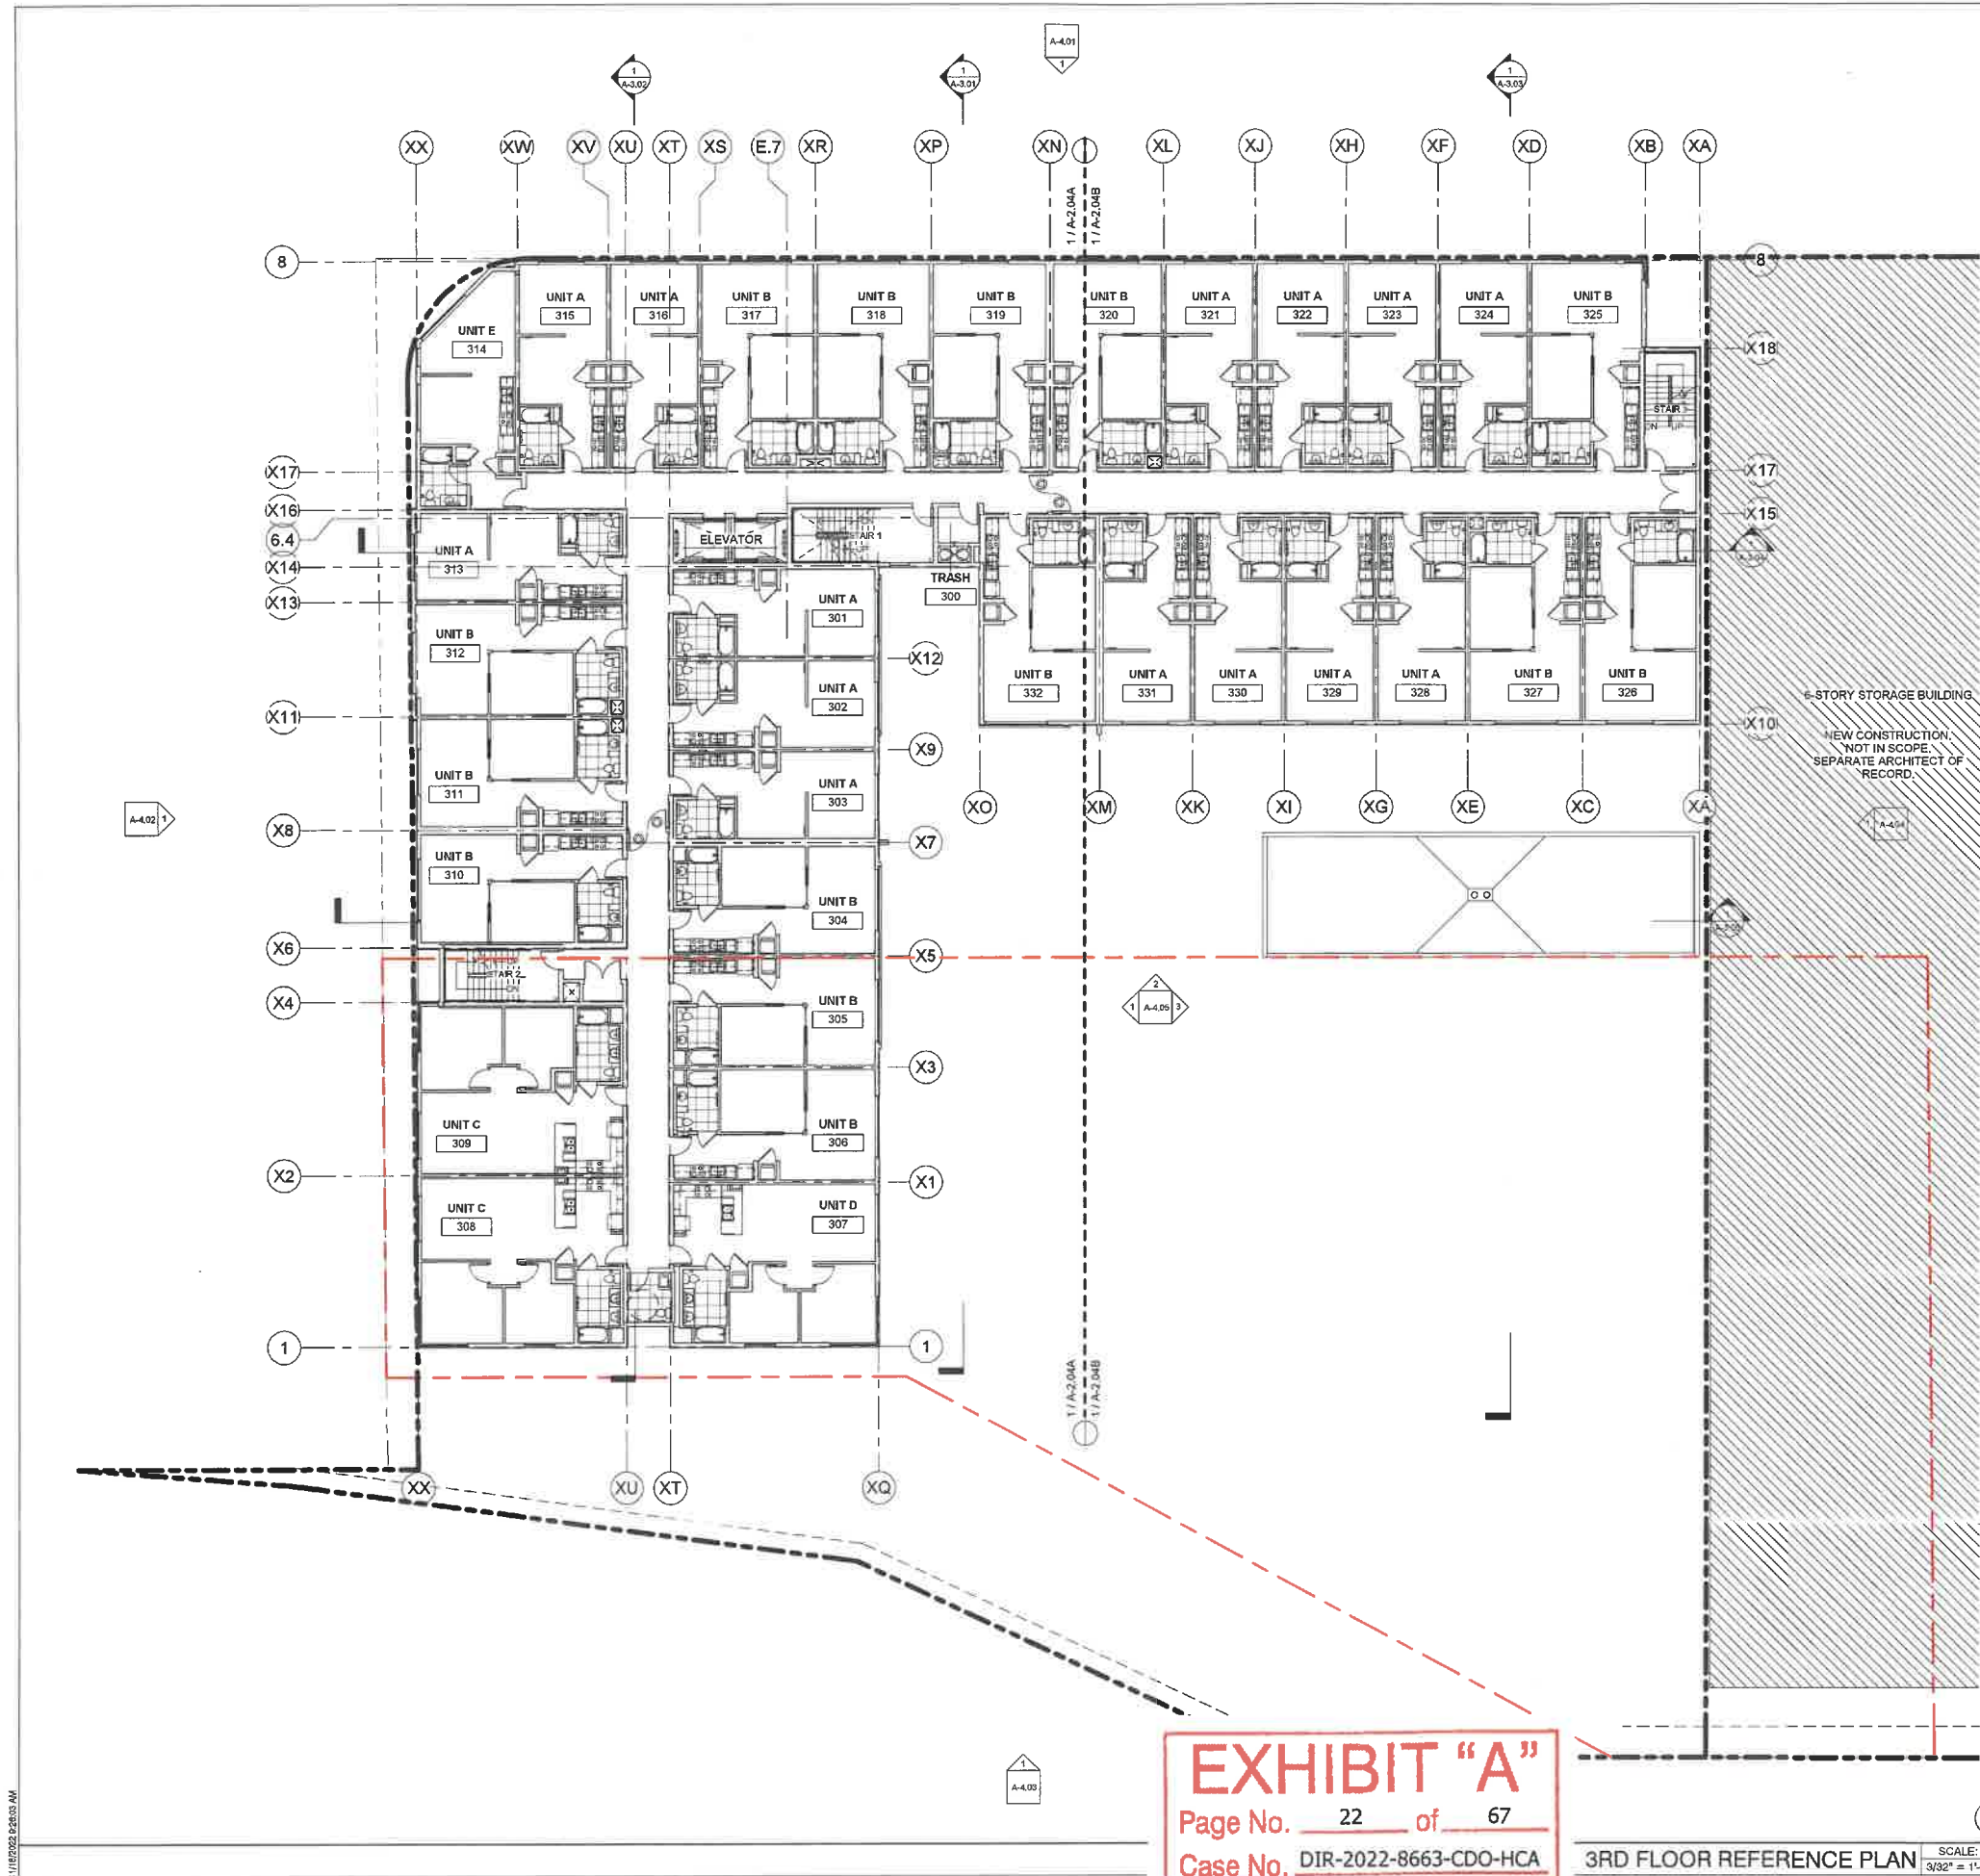 A-4.01
1
1
A-3.02
1
A-3.01
1
A-3.03
XX
XW
XV
XU
XT
XS
E.7
XR
XP
XN
XL
XJ
XH
XF
XD
XB
XA
1 / A-2.04A
1 / A-2.04B
8
8
UNIT E
314
UNIT A
315
UNIT A
316
UNIT B
317
UNIT B
318
UNIT B
319
UNIT B
320
UNIT A
321
UNIT A
322
UNIT A
323
UNIT A
324
UNIT B
325
X18
STAIR
DN UP
X17
X17
X16
X15
6.4
X14
X13
UNIT A
313
ELEVATOR
STAIR 1
TRASH
300
UNIT A
301
UNIT B
312
X12
UNIT A
302
UNIT B
332
UNIT A
331
UNIT A
330
UNIT A
329
UNIT A
328
UNIT B
327
UNIT B
326
X11
X10
6-STORY STORAGE BUILDING.
NEW CONSTRUCTION.
NOT IN SCOPE.
SEPARATE ARCHITECT OF
RECORD.
X9
UNIT B
311
UNIT A
303
XO
XM
XK
XI
XG
XE
XC
XA
A-4.02
1
1
A-4.04
X8
X7
UNIT B
310
UNIT B
304
X6
X5
STAIR 2
DN
X4
UNIT B
305
2
1
A-4.05
3
X3
UNIT C
309
UNIT B
306
X2
X1
UNIT C
308
UNIT D
307
1
1
1 / A-2.04A
1 / A-2.04B
XX
XU
XT
XQ
1
A-4.03
EXHIBIT “A”
Page No. 22 of 67
Case No. DIR-2022-8663-CDO-HCA
3RD FLOOR REFERENCE PLAN
SCALE:
3/32" =